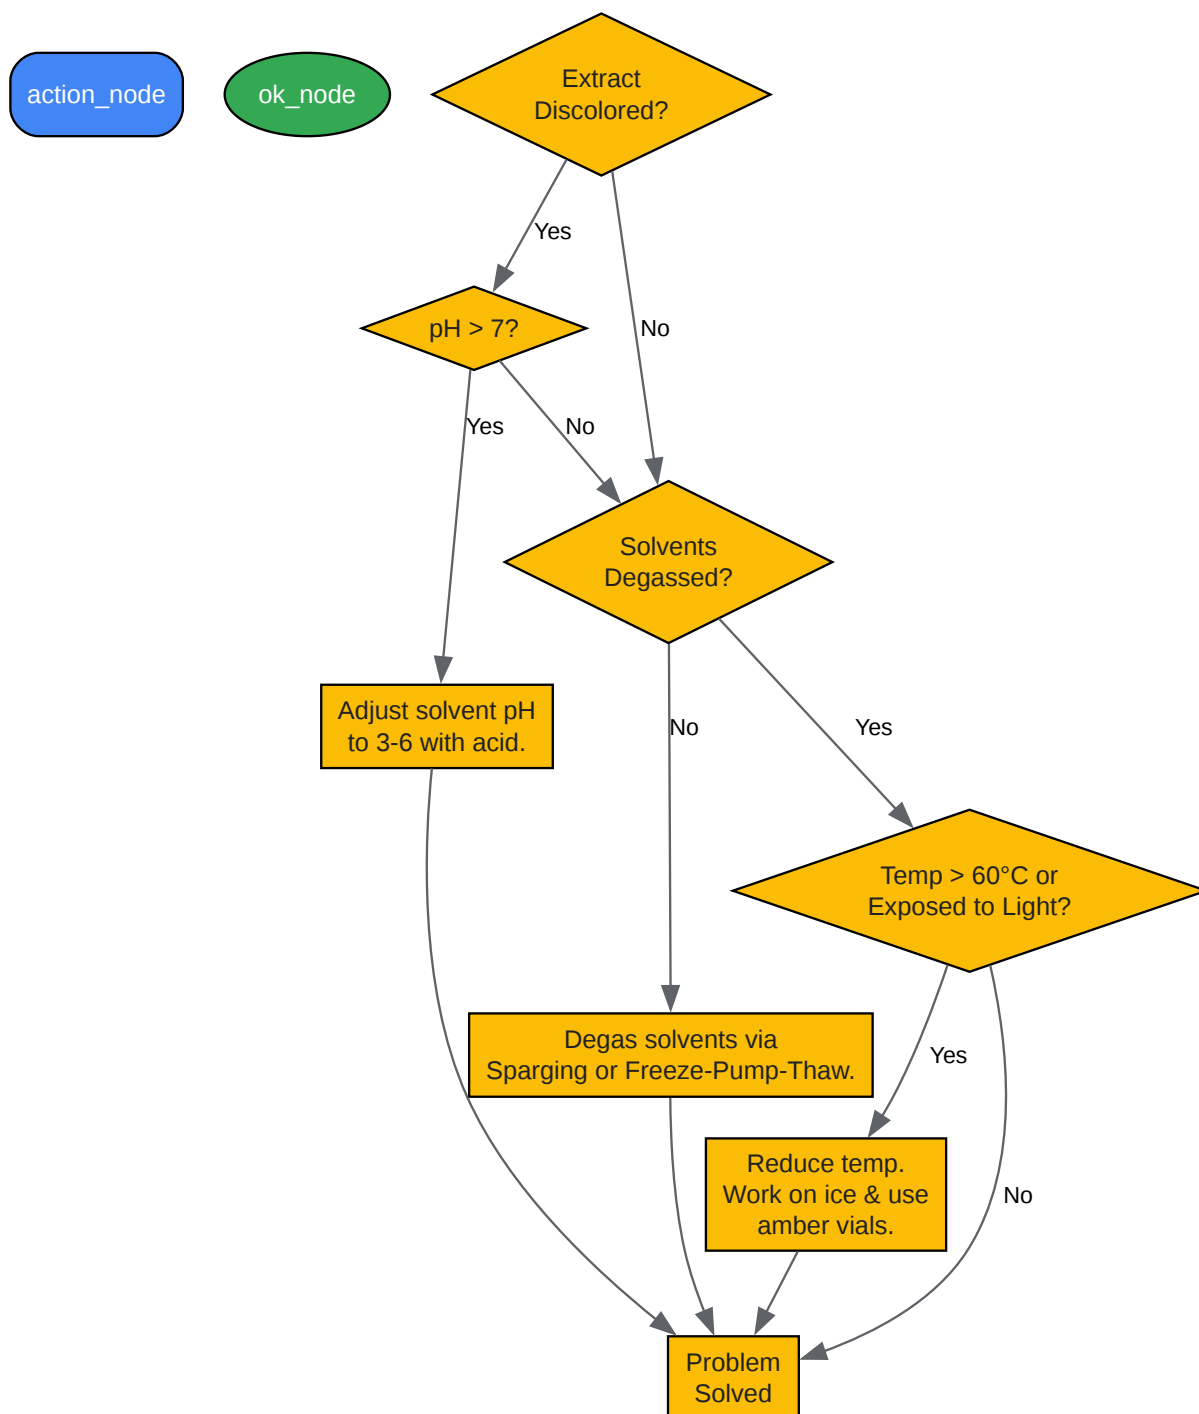 action_node
ok_node
Extract
Discolored?
Yes
No
pH > 7?
Yes
No
Solvents
Degassed?
Adjust solvent pH
to 3-6 with acid.
No
Yes
Temp > 60°C or
Exposed to Light?
Degas solvents via
Sparging or Freeze-Pump-Thaw.
Yes
Reduce temp.
Work on ice & use
amber vials.
No
Problem
Solved